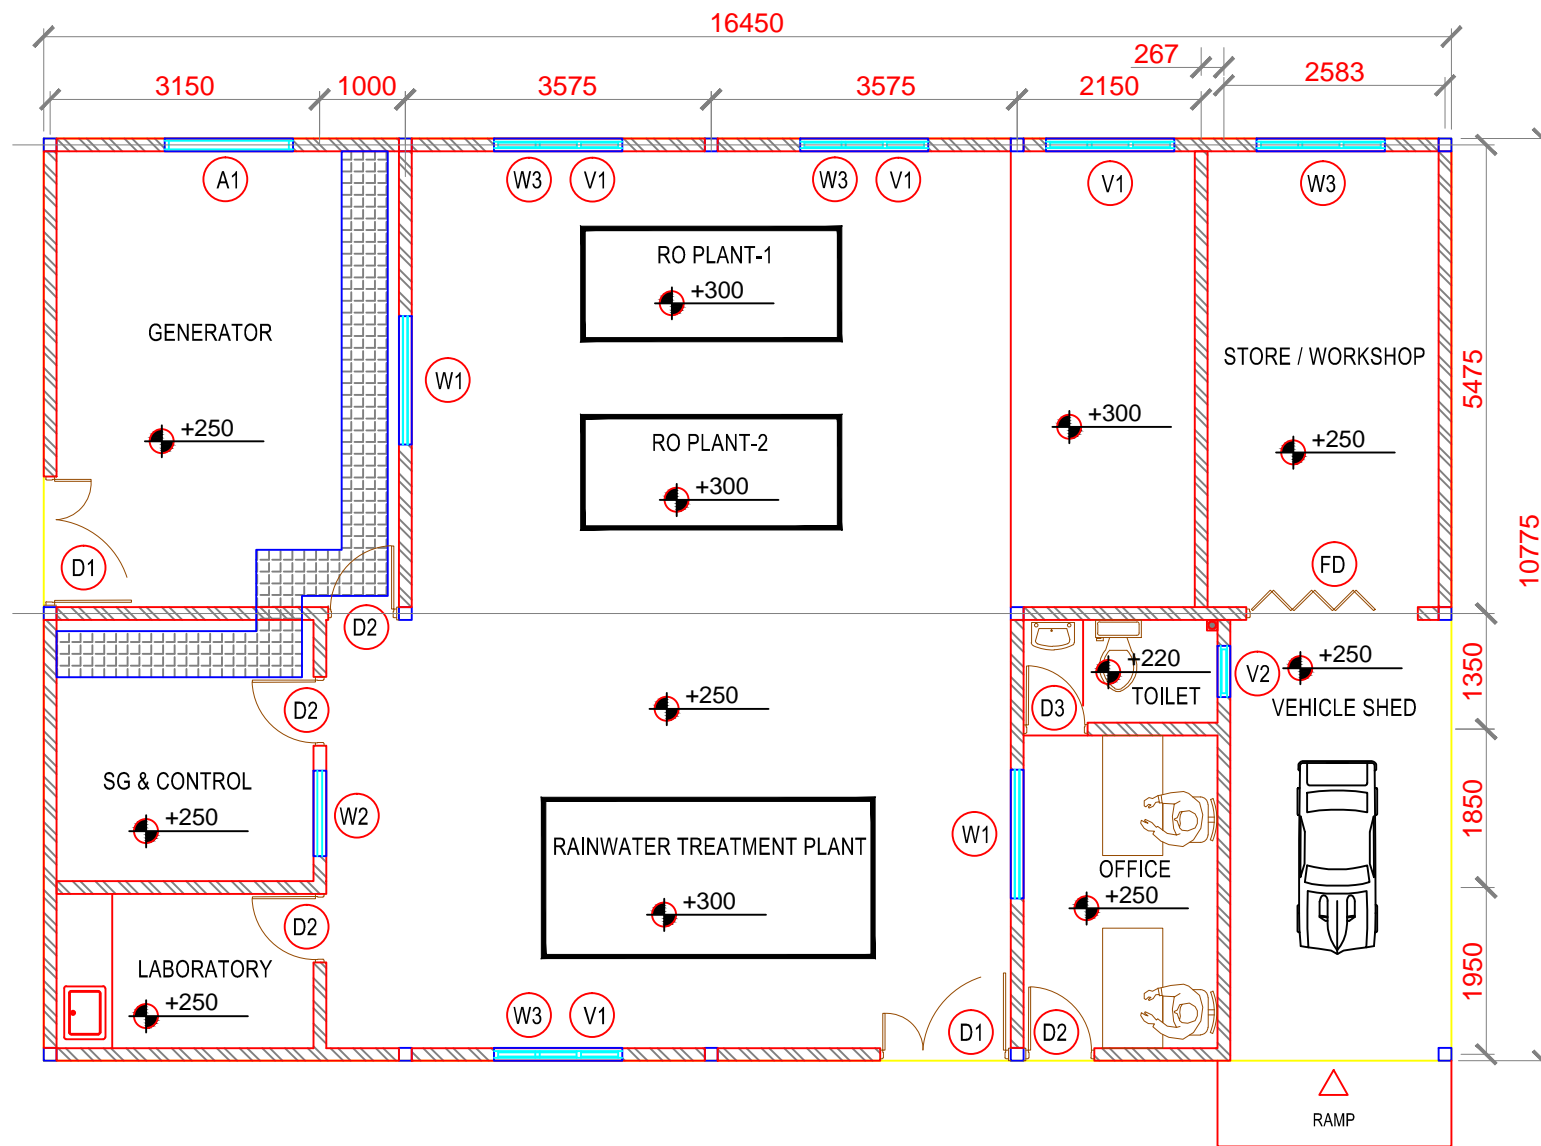 16450
267
3150
1000
3575
3575
2150
2583
A1
W3
V1
W3
V1
V1
W3
RO PLANT-1
+300
GENERATOR
STORE / WORKSHOP
5475
W1
+250
RO PLANT-2
+300
+300
+250
10775
D1
FD
D2
+220
+250
1350
V2
D2
+250
D3
TOILET
VEHICLE SHED
SG & CONTROL
+250
W2
W1
1850
RAINWATER TREATMENT PLANT
+300
OFFICE
+250
D2
LABORATORY
+250
1950
W3
V1
D1
D2
RAMP